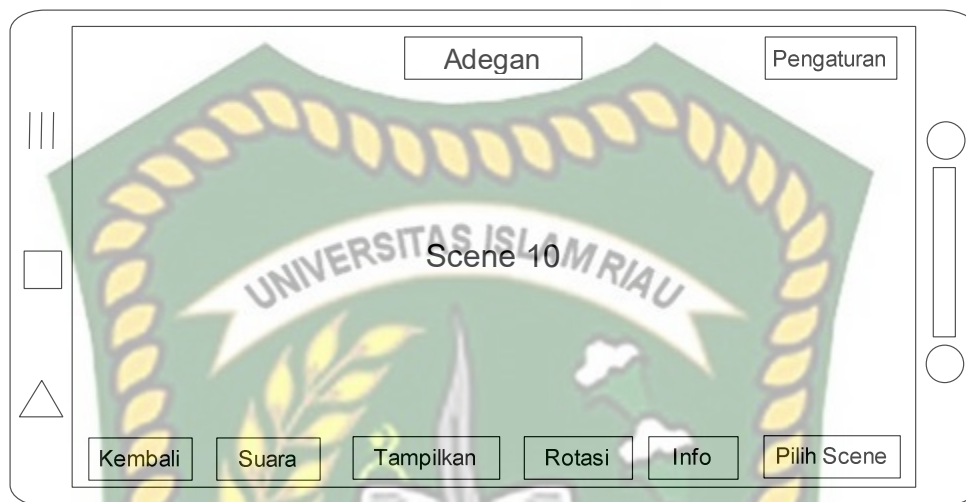 Adegan
Pengaturan
UNIVERSITAS ISLAM RIAU
Scene 10
Kembali
Suara
Tampilkan
Rotasi
Info
Pilih Scene